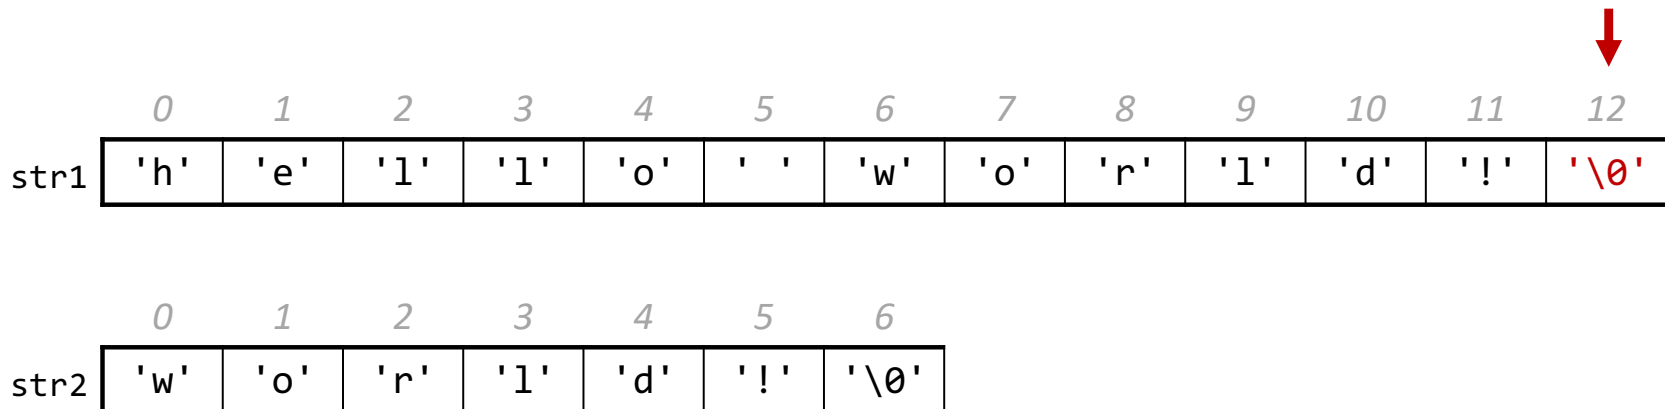 0 1 2 3 4 5 6 7 8 9 10 11 12
str1 'h' 'e' 'l' 'l' 'o' ' ' 'w' 'o' 'r' 'l' 'd' '!' '\0'
0 1 2 3 4 5 6
str2 'w' 'o' 'r' 'l' 'd' '!' '\0'